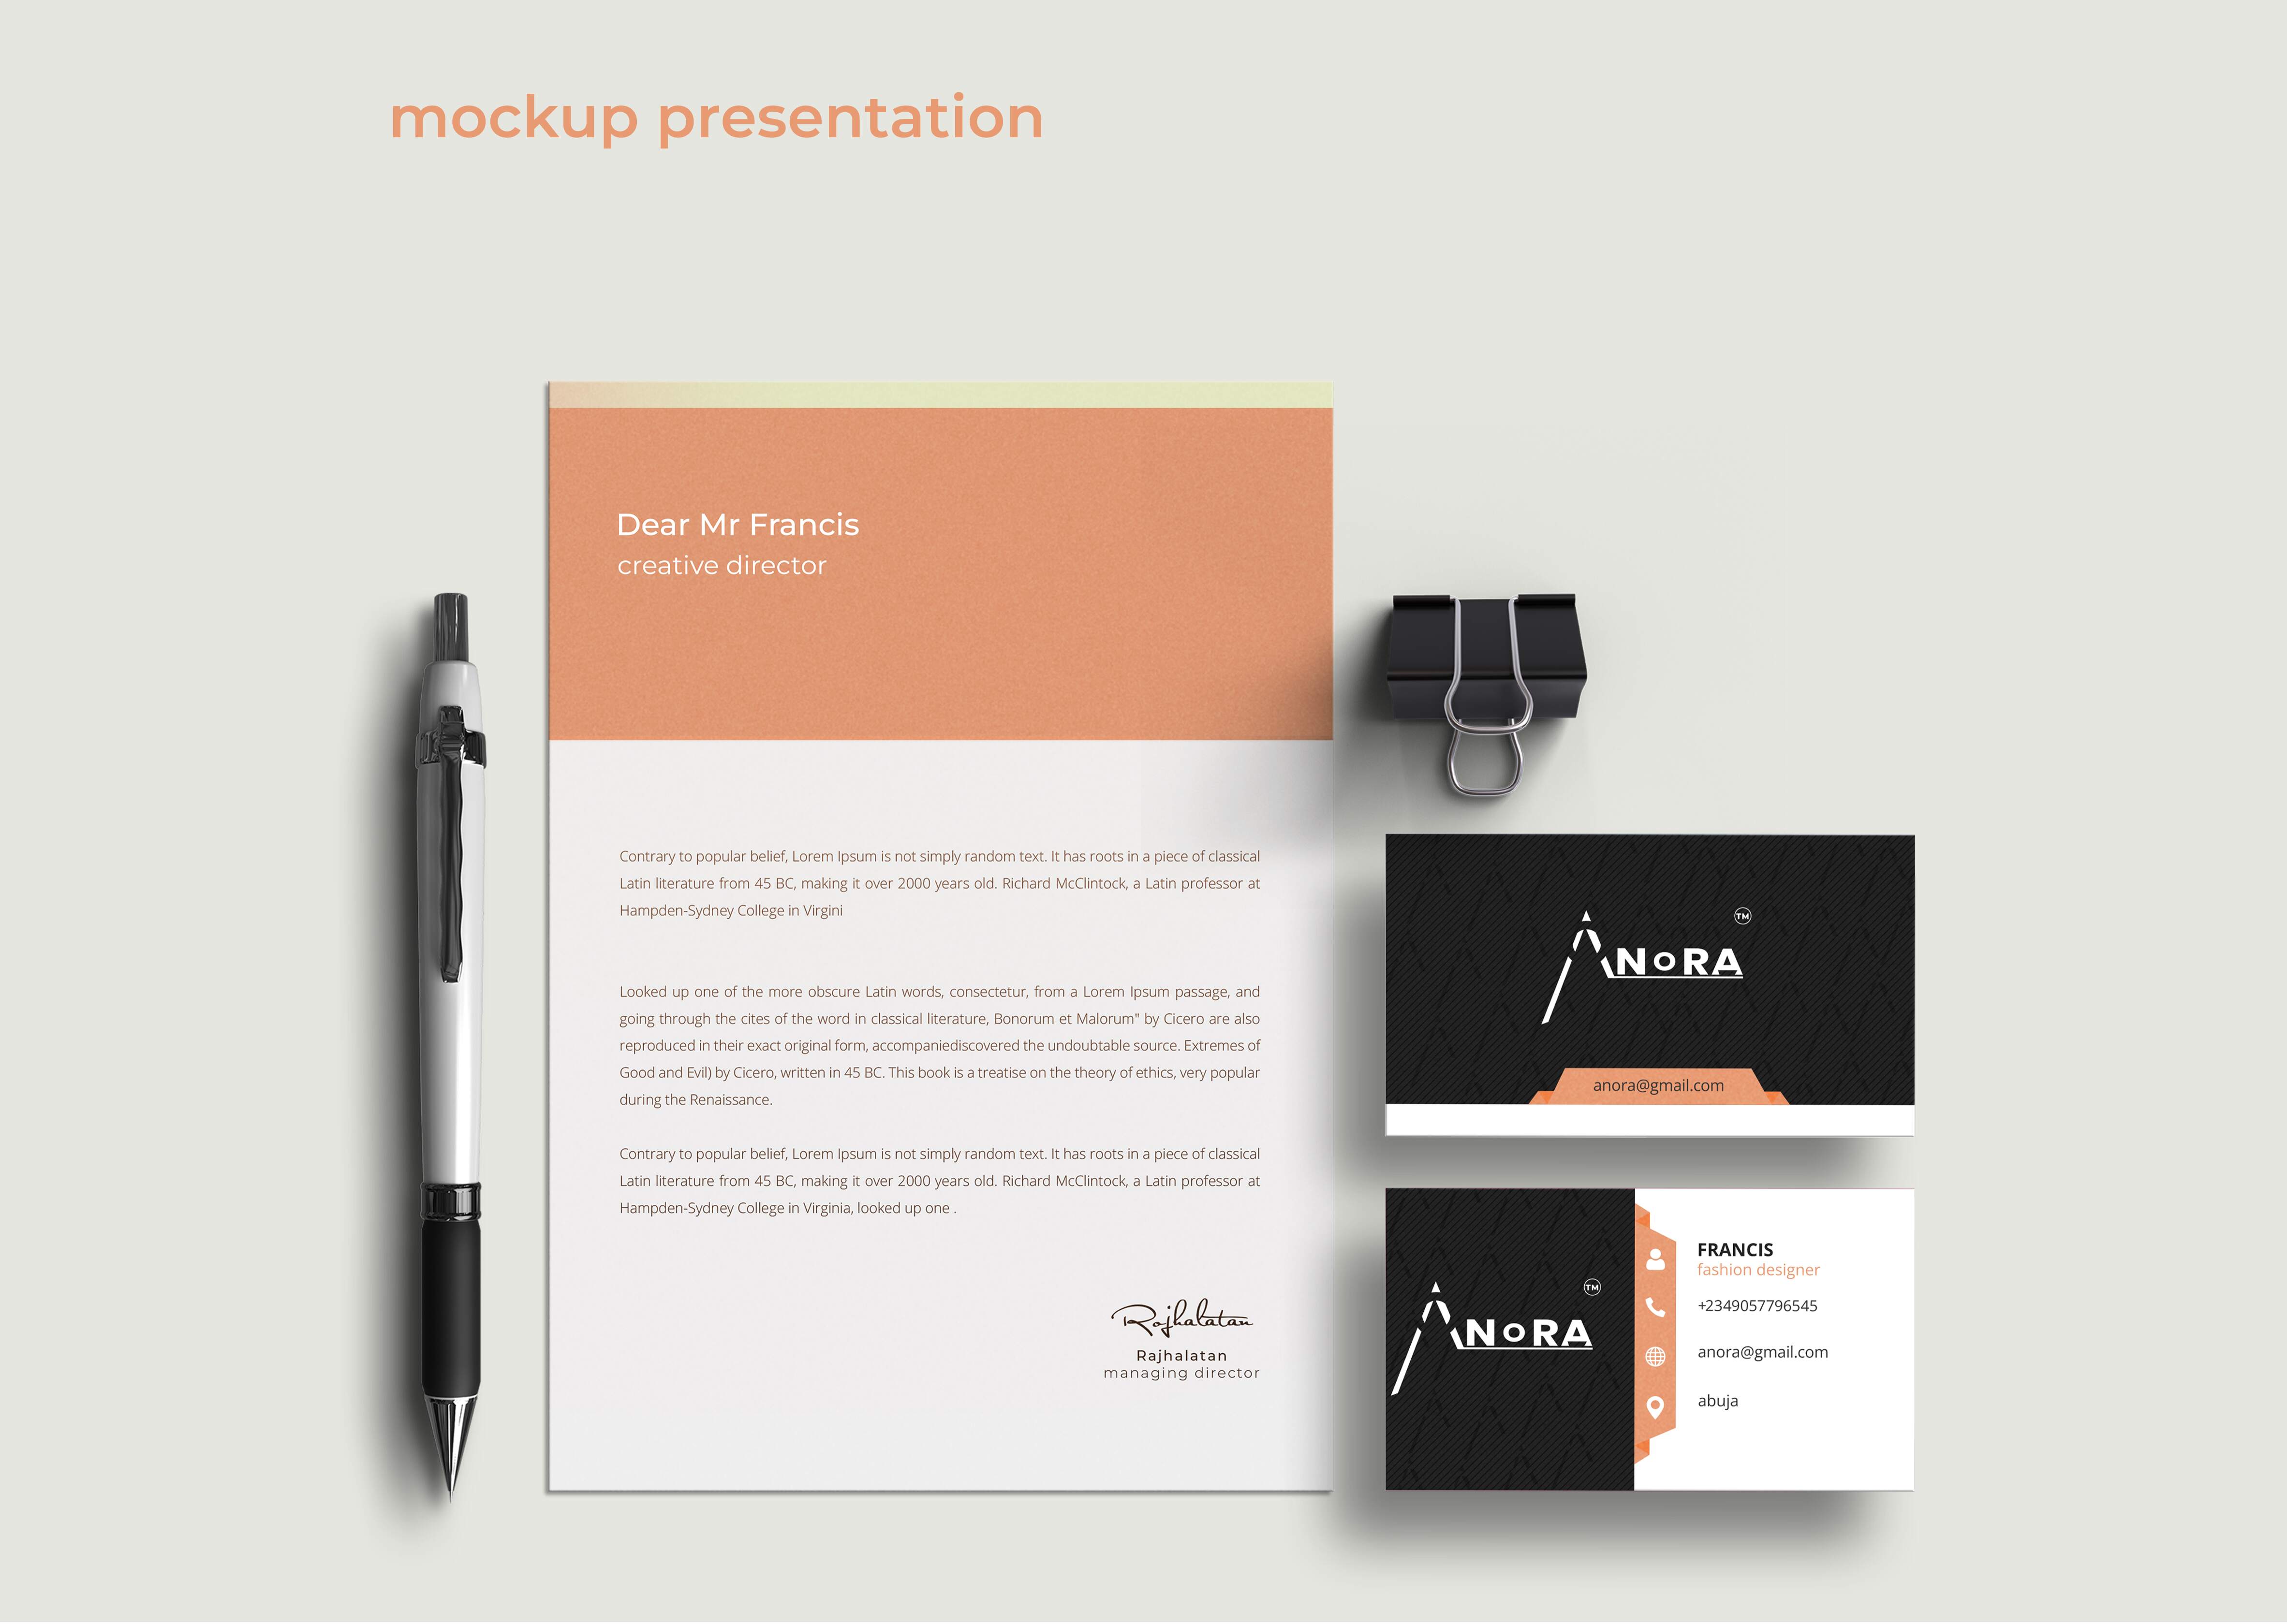 mockup presentation
Dear Mr Francis
creative director
Contrary to popular belief, Lorem Ipsum is not simply random text. It has roots in a piece of classical
Latin literature from 45 BC, making it over 2000 years old. Richard McClintock, a Latin professor at
Hampden-Sydney College in Virgini
Looked up one of the more obscure Latin words, consectetur, from a Lorem Ipsum passage, and
going through the cites of the word in classical literature, Bonorum et Malorum" by Cicero are also
reproduced in their exact original form, accompaniediscovered the undoubtable source. Extremes of
Good and Evil) by Cicero, written in 45 BC. This book is a treatise on the theory of ethics, very popular
during the Renaissance.
Contrary to popular belief, Lorem Ipsum is not simply random text. It has roots in a piece of classical
Latin literature from 45 BC, making it over 2000 years old. Richard McClintock, a Latin professor at
Hampden-Sydney College in Virginia, looked up one .
Rajhalatan
Rajhalatan
managing director
TM
ANoRA
anora@gmail.com
TM
ANoRA
FRANCIS
fashion designer
+2349057796545
anora@gmail.com
abuja